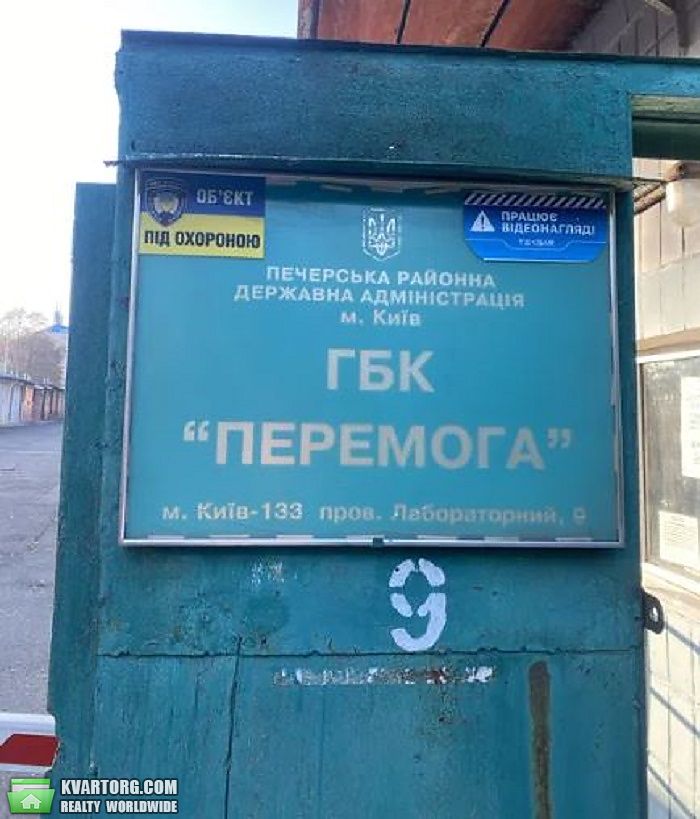 ОБ'ЄКТ
ПІД ОХОРОНОЮ
ПРАЦЮЄ
ВІДЕОНАГЛЯД!
ПЕЧЕРСЬКА РАЙОННА
ДЕРЖАВНА АДМІНІСТРАЦІЯ
м. Київ
ГБК
“ПЕРЕМОГА”
м. Київ-133 пров. Лабораторний, 9
9
KVARTORG.COM
REALTY WORLDWIDE